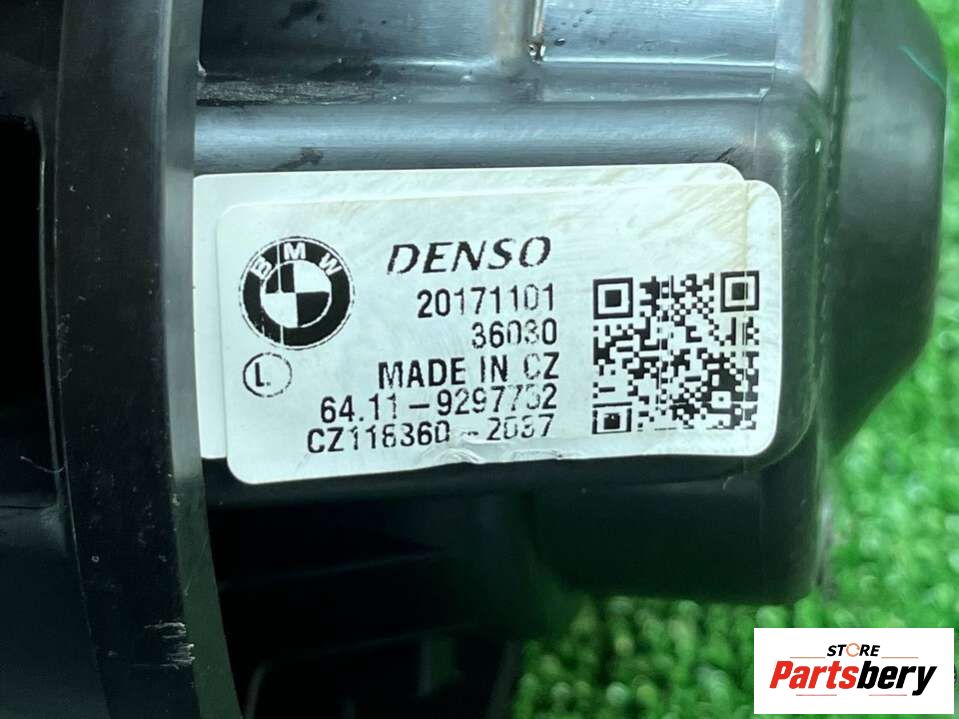 BMW
DENSO
20171101
36030
L
MADE IN CZ
64.11-9297752
CZ116360-2037
STORE
Partsbery